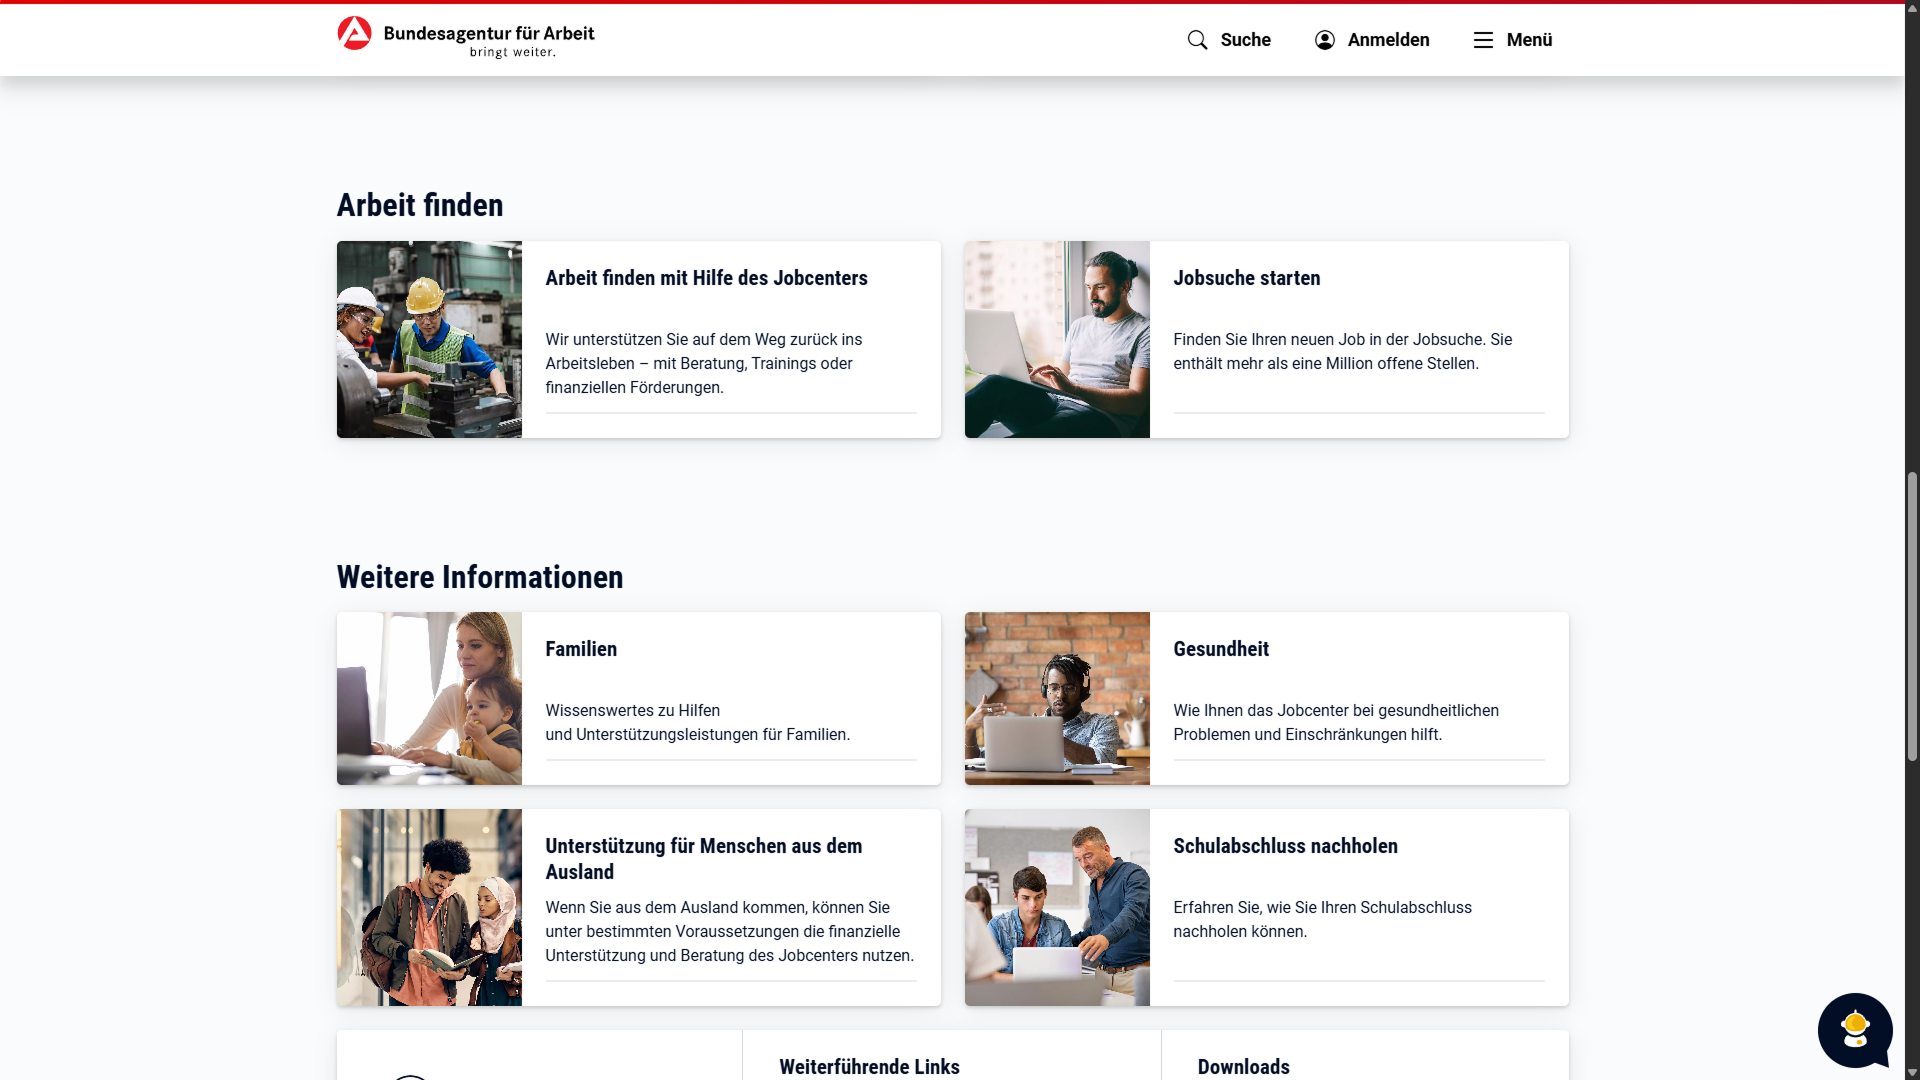 Bundesagentur für Arbeit
bringt weiter.
Suche
Anmelden
Menü
Arbeit finden
Arbeit finden mit Hilfe des Jobcenters
Wir unterstützen Sie auf dem Weg zurück ins
Arbeitsleben – mit Beratung, Trainings oder
finanziellen Förderungen.
Jobsuche starten
Finden Sie Ihren neuen Job in der Jobsuche. Sie
enthält mehr als eine Million offene Stellen.
Weitere Informationen
Familien
Wissenswertes zu Hilfen
und Unterstützungsleistungen für Familien.
Gesundheit
Wie Ihnen das Jobcenter bei gesundheitlichen
Problemen und Einschränkungen hilft.
Unterstützung für Menschen aus dem
Ausland
Wenn Sie aus dem Ausland kommen, können Sie
unter bestimmten Voraussetzungen die finanzielle
Unterstützung und Beratung des Jobcenters nutzen.
Schulabschluss nachholen
Erfahren Sie, wie Sie Ihren Schulabschluss
nachholen können.
Weiterführende Links
Downloads